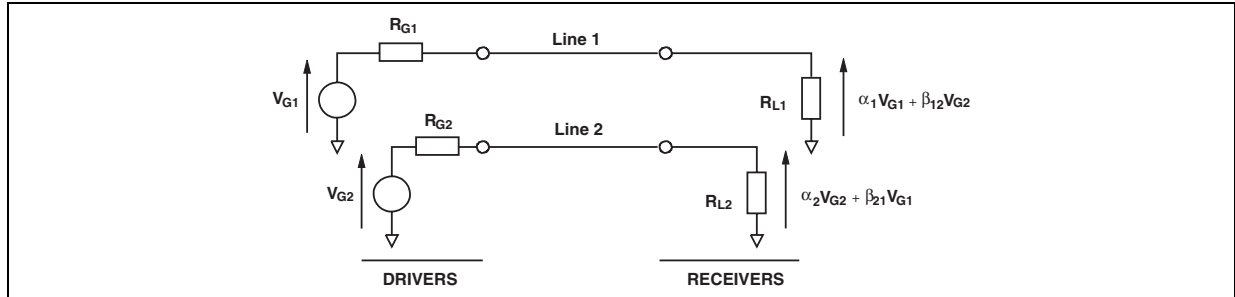 RG1
Line 1
VG1
RL1
α1VG1 + β12VG2
RG2
Line 2
VG2
RL2
α2VG2 + β21VG1
DRIVERS
RECEIVERS